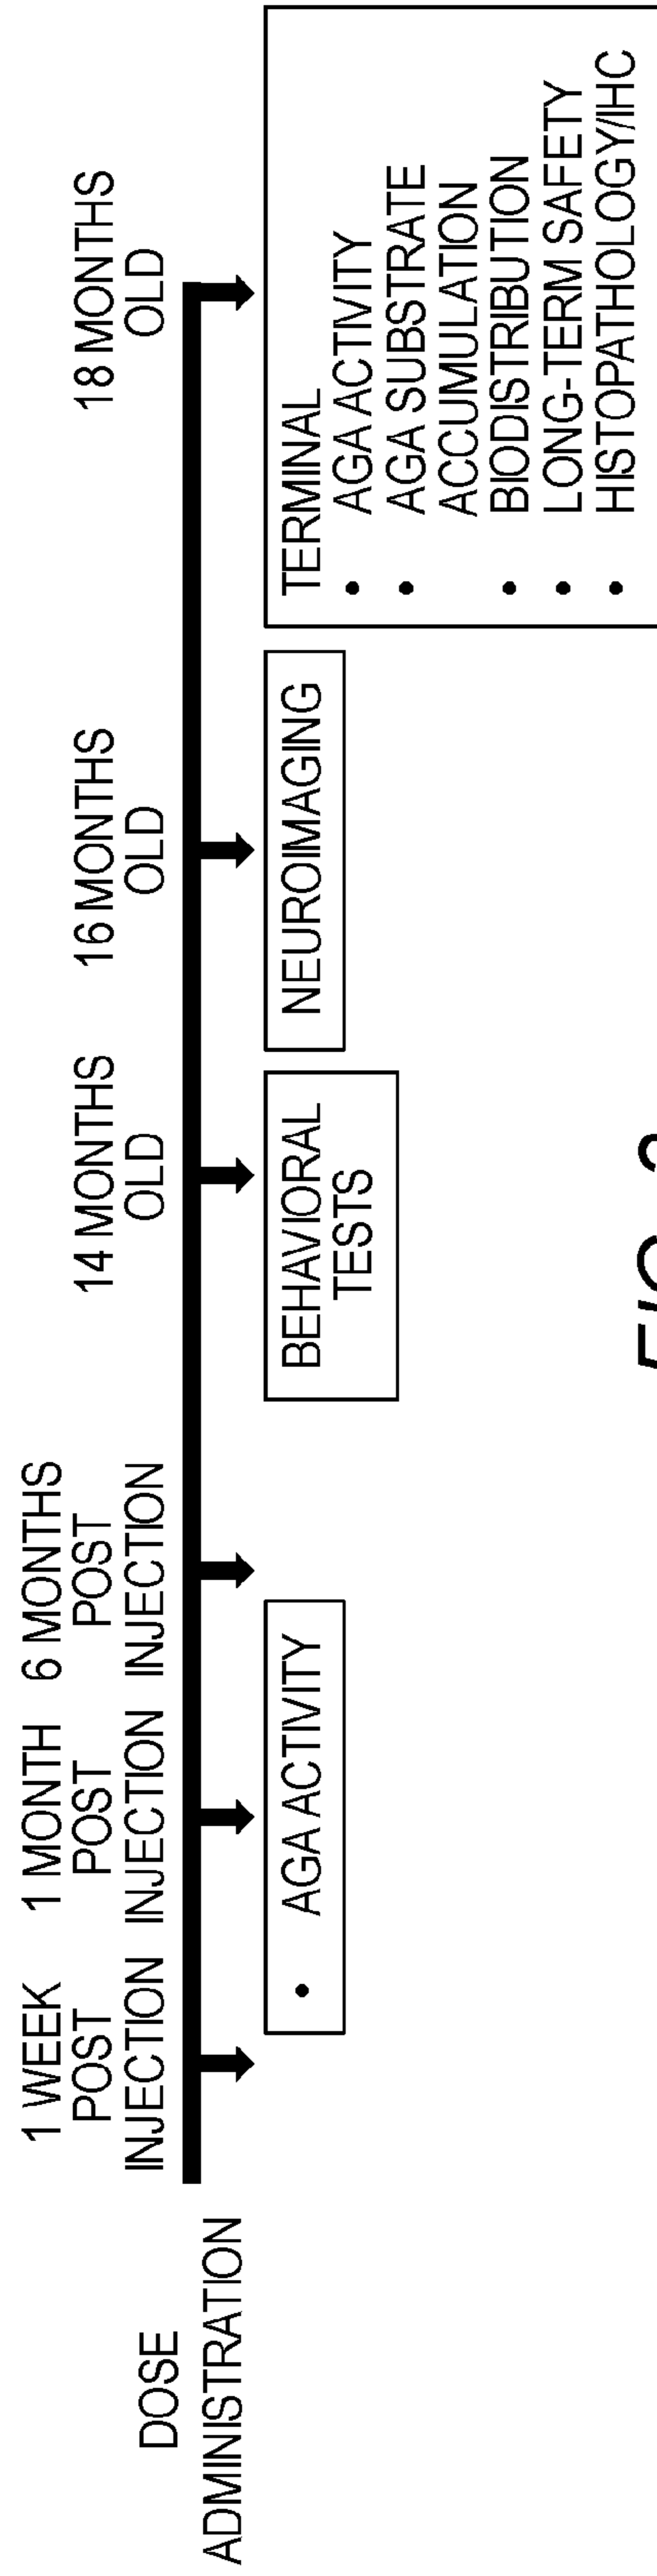 DOSE
ADMINISTRATION
1 WEEK
POST
INJECTION
1 MONTH
POST
INJECTION
6 MONTHS
POST
INJECTION
14 MONTHS
OLD
16 MONTHS
OLD
18 MONTHS
OLD
• AGA ACTIVITY
BEHAVIORAL
TESTS
NEUROIMAGING
TERMINAL
• AGA ACTIVITY
• AGA SUBSTRATE
ACCUMULATION
• BIODISTRIBUTION
• LONG-TERM SAFETY
• HISTOPATHOLOGY/IHC